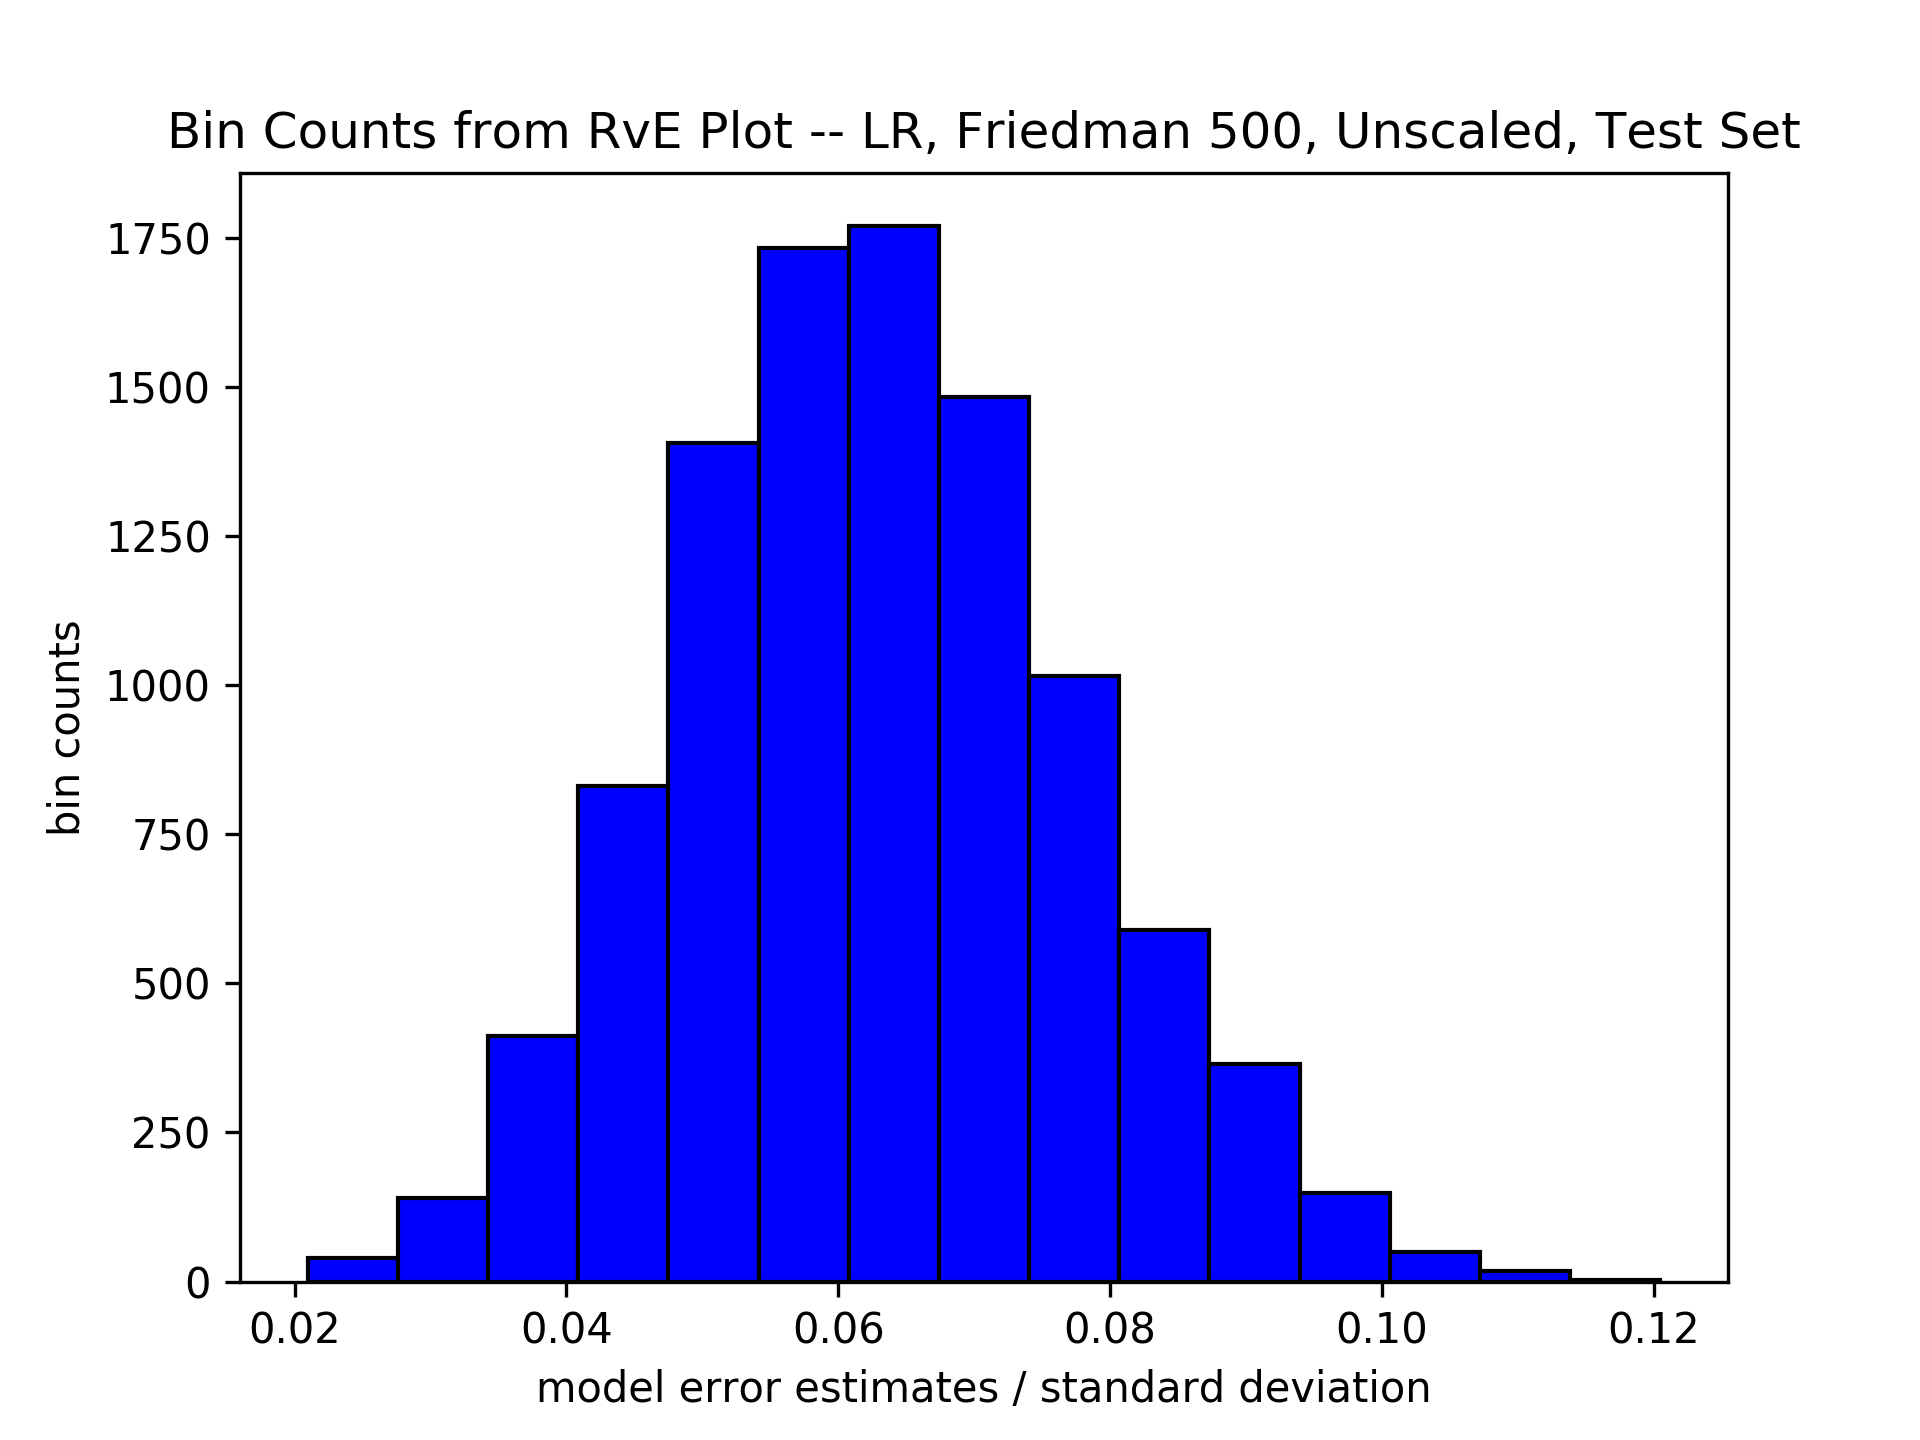 Bin Counts from RvE Plot -- LR, Friedman 500, Unscaled, Test Set
1750
1500
1250
1000
750
500
250
0
bin counts
0.02 0.04 0.06 0.08 0.10 0.12
model error estimates / standard deviation